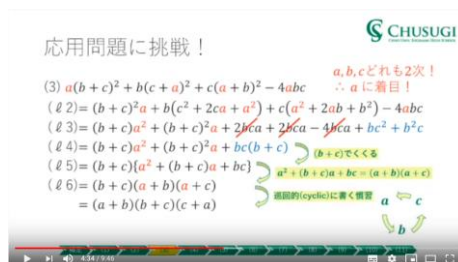 CHUSUGI
応用問題に挑戦！
a, b, cどれも2次！
∴ a に着目！
(3) a(b + c)² + b(c + a)² + c(a + b)² − 4abc
(ℓ2)= (b + c)²a + b(c² + 2ca + a²) + c(a² + 2ab + b²) − 4abc
(ℓ3)= (b + c)a² + (b + c)²a + 2bca + 2bca − 4bca + bc² + b²c
(ℓ4)= (b + c)a² + (b + c)²a + bc(b + c)
(b + c)でくくる
(ℓ5)= (b + c){a² + (b + c)a + bc}
a² + (b + c)a + bc = (a + b)(a + c)
(ℓ6)= (b + c)(a + b)(a + c)
巡回的(cyclic)に書く慣習
= (a + b)(b + c)(c + a)
a c
b
4:34 / 9:46